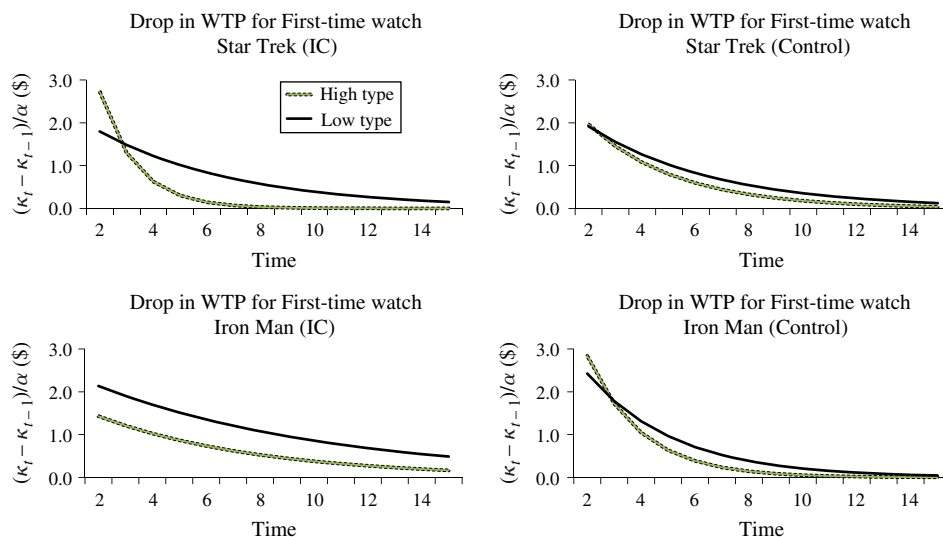 Drop in WTP for First-time watch
Star Trek (IC)
(κt – κt – 1)/α ($)
3.0
2.0
1.0
0.0
High type
Low type
2 4 6 8 10 12 14
Time
Drop in WTP for First-time watch
Star Trek (Control)
(κt – κt – 1)/α ($)
3.0
2.0
1.0
0.0
2 4 6 8 10 12 14
Time
Drop in WTP for First-time watch
Iron Man (IC)
(κt – κt – 1)/α ($)
3.0
2.0
1.0
0.0
2 4 6 8 10 12 14
Time
Drop in WTP for First-time watch
Iron Man (Control)
(κt – κt – 1)/α ($)
3.0
2.0
1.0
0.0
2 4 6 8 10 12 14
Time